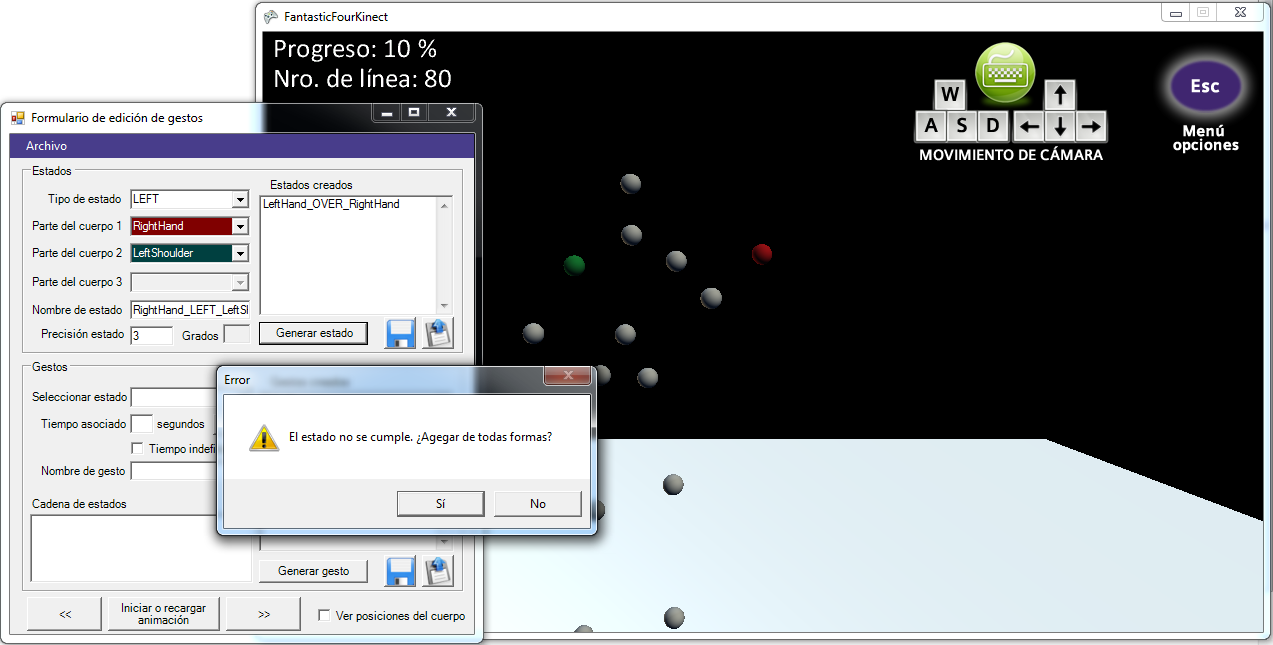 FantasticFourKinect
Progreso: 10 %
Nro. de línea: 80
W
A S D
MOVIMIENTO DE CÁMARA
Esc
Menú
opciones
Formulario de edición de gestos
Archivo
Estados
Tipo de estado LEFT
Parte del cuerpo 1 RightHand
Parte del cuerpo 2 LeftShoulder
Parte del cuerpo 3
Nombre de estado RightHand_LEFT_LeftSh
Precisión estado 3 Grados
Estados creados
LeftHand_OVER_RightHand
Generar estado
Gestos
Seleccionar estado
Tiempo asociado segundos
Tiempo indefi
Nombre de gesto
Cadena de estados
Generar gesto
<< Iniciar o recargar animación >>
Ver posiciones del cuerpo
Error
El estado no se cumple. ¿Agegar de todas formas?
Sí No